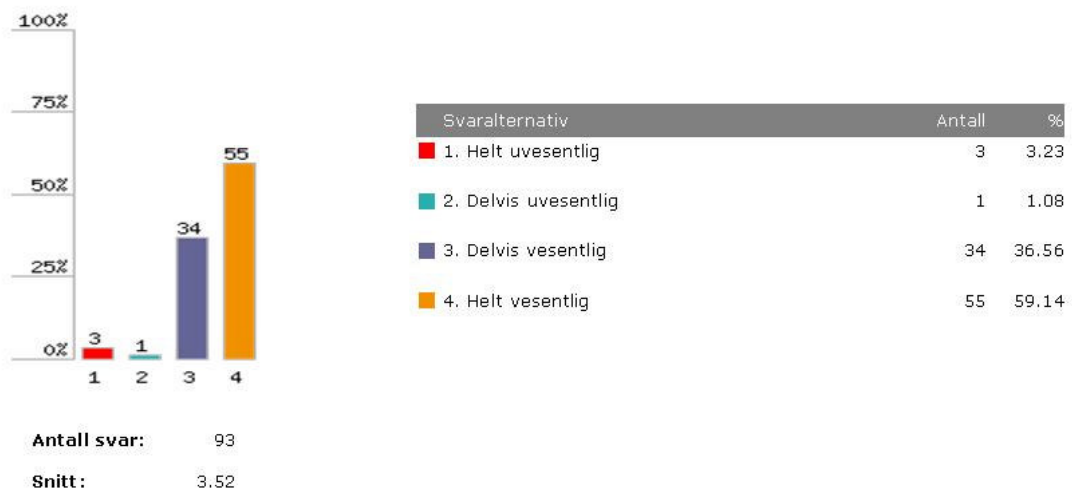 100%
75%
50%
25%
0%
3
1
34
55
1 2 3 4
Antall svar: 93
Snitt: 3.52
Svaralternativ Antall %
1. Helt uvesentlig 3 3.23
2. Delvis uvesentlig 1 1.08
3. Delvis vesentlig 34 36.56
4. Helt vesentlig 55 59.14